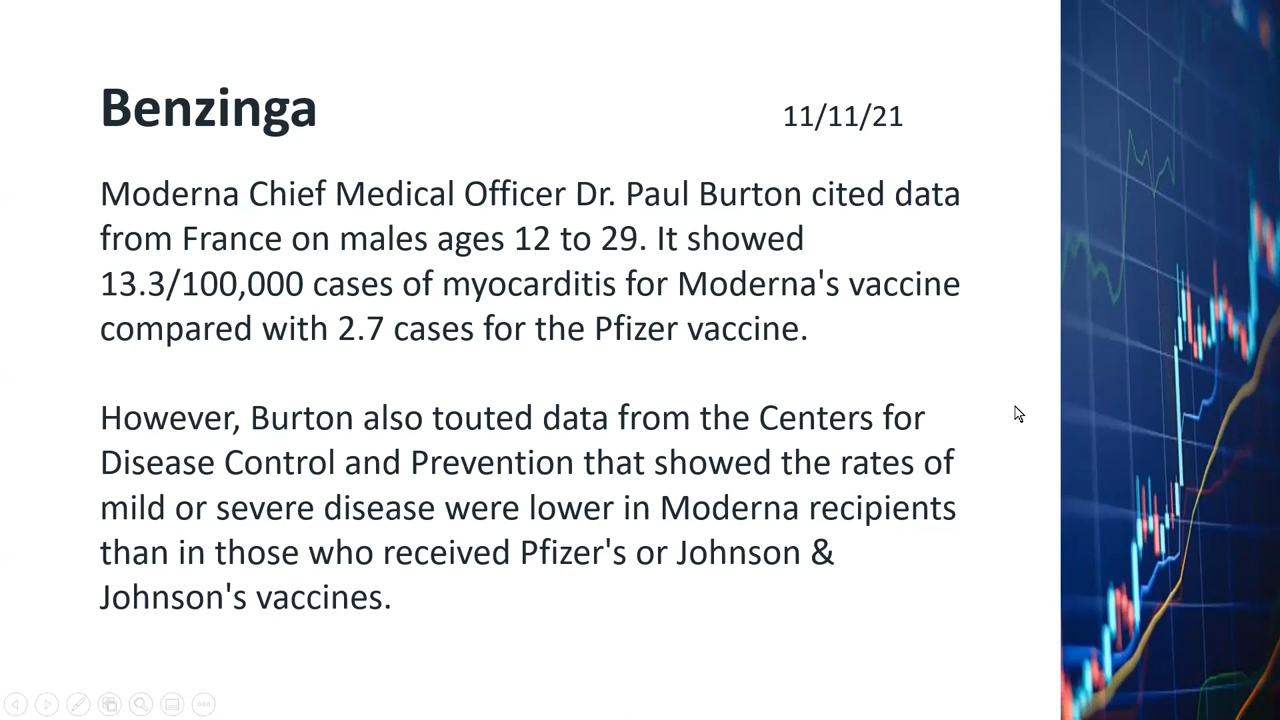 Benzinga 11/11/21
Moderna Chief Medical Officer Dr. Paul Burton cited data
from France on males ages 12 to 29. It showed
13.3/100,000 cases of myocarditis for Moderna's vaccine
compared with 2.7 cases for the Pfizer vaccine.
However, Burton also touted data from the Centers for
Disease Control and Prevention that showed the rates of
mild or severe disease were lower in Moderna recipients
than in those who received Pfizer's or Johnson &
Johnson's vaccines.